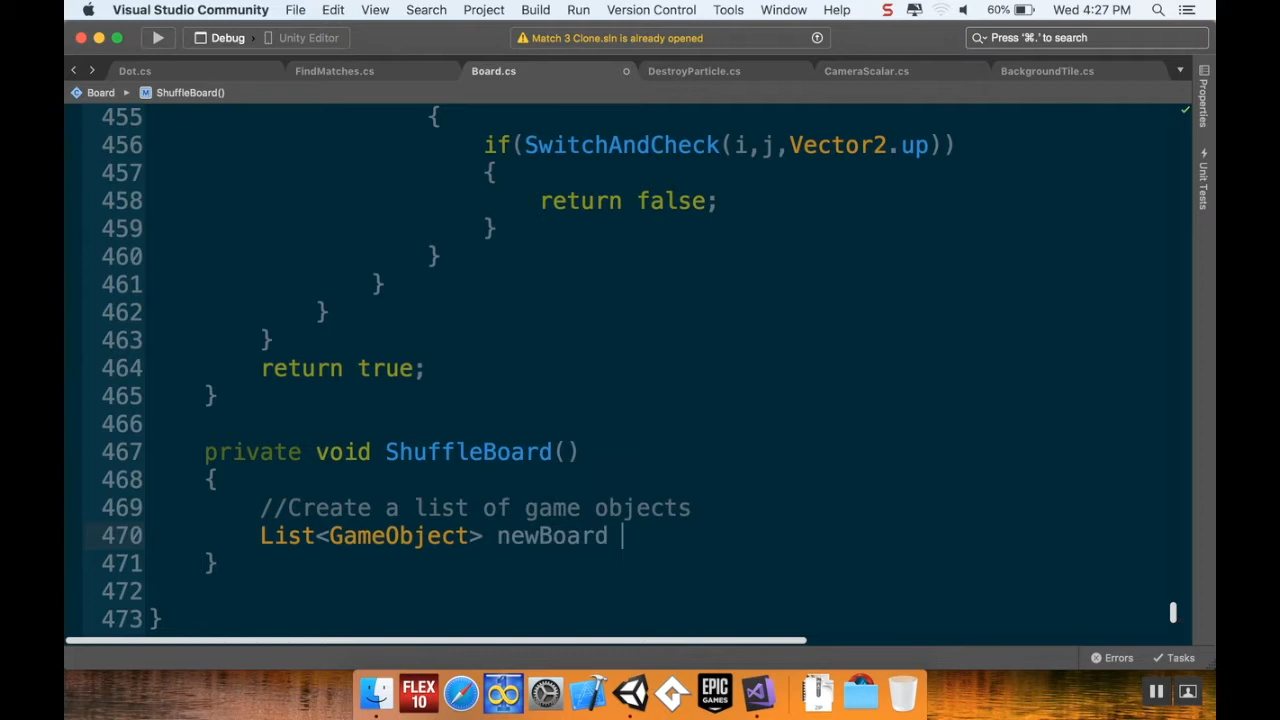 Visual Studio Community File Edit View Search Project Build Run Version Control Tools Window Help S 60% Wed 4:27 PM
Debug Unity Editor Match 3 Clone.sln is already opened Press '⌘.' to search
Dot.cs FindMatches.cs Board.cs DestroyParticle.cs CameraScalar.cs BackgroundTile.cs
Board ShuffleBoard()
Properties
Unit Tests
455 {
456 if(SwitchAndCheck(i,j,Vector2.up))
457 {
458 return false;
459 }
460 }
461 }
462 }
463 }
464 return true;
465 }
466
467 private void ShuffleBoard()
468 {
469 //Create a list of game objects
470 List<GameObject> newBoard
471 }
472
473 }
Errors Tasks
FLEX 10 EPIC GAMES ZIP